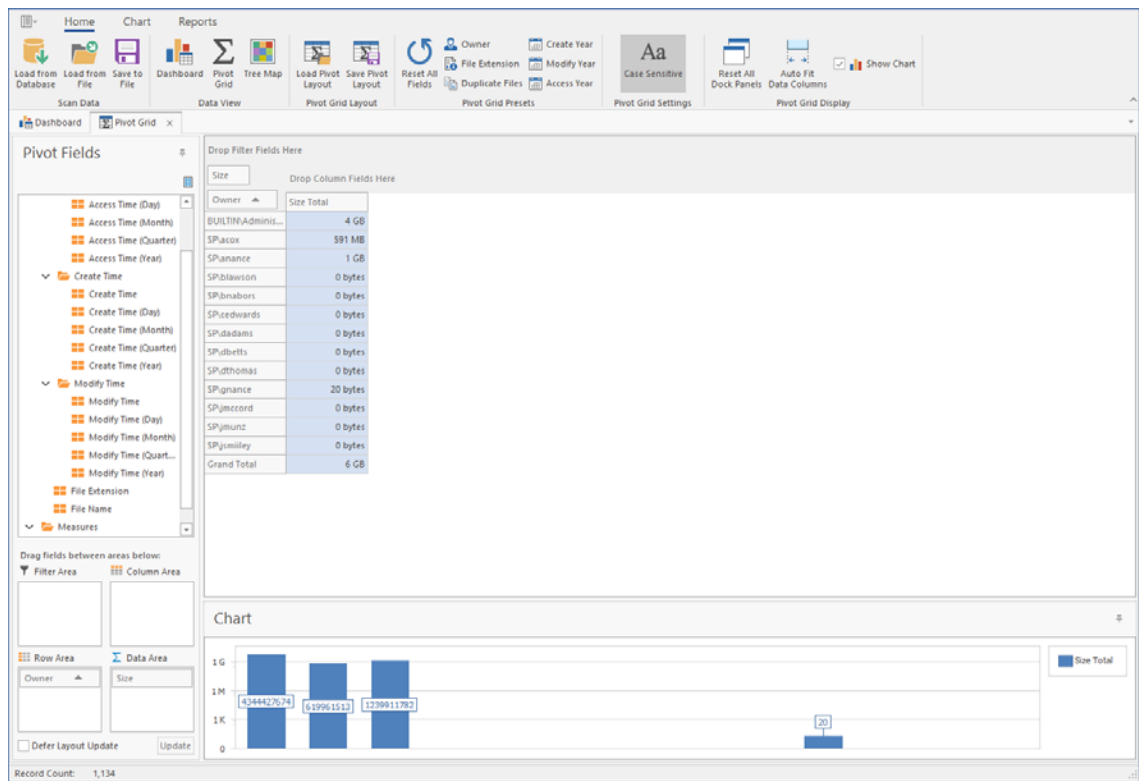 Home Chart Reports
Load from Database Load from File Save to File Dashboard Pivot Grid Tree Map Load Pivot Layout Save Pivot Layout Reset All Fields Owner File Extension Duplicate Files Create Year Modify Year Access Year Aa Case Sensitive Reset All Dock Panels Auto Fit Data Columns Show Chart
Scan Data Data View Pivot Grid Layout Pivot Grid Presets Pivot Grid Settings Pivot Grid Display
Dashboard Pivot Grid
Pivot Fields
Access Time (Day)
Access Time (Month)
Access Time (Quarter)
Access Time (Year)
Create Time
Create Time
Create Time (Day)
Create Time (Month)
Create Time (Quarter)
Create Time (Year)
Modify Time
Modify Time
Modify Time (Day)
Modify Time (Month)
Modify Time (Quart...
Modify Time (Year)
File Extension
File Name
Measures
Drag fields between areas below:
Filter Area Column Area
Row Area Data Area
Owner Size
Defer Layout Update Update
Drop Filter Fields Here
Size Drop Column Fields Here
Owner Size Total
BUILTIN\Adminis... 4 GB
SP\acox 591 MB
SP\anance 1 GB
SP\blawson 0 bytes
SP\bnabors 0 bytes
SP\cedwards 0 bytes
SP\dadams 0 bytes
SP\dbetts 0 bytes
SP\dthomas 0 bytes
SP\gnance 20 bytes
SP\jmccord 0 bytes
SP\jmunz 0 bytes
SP\jsmiley 0 bytes
Grand Total 6 GB
Chart
1G
1M
1K
0
4344427674 619961513 1239911782 20
Size Total
Record Count: 1,134